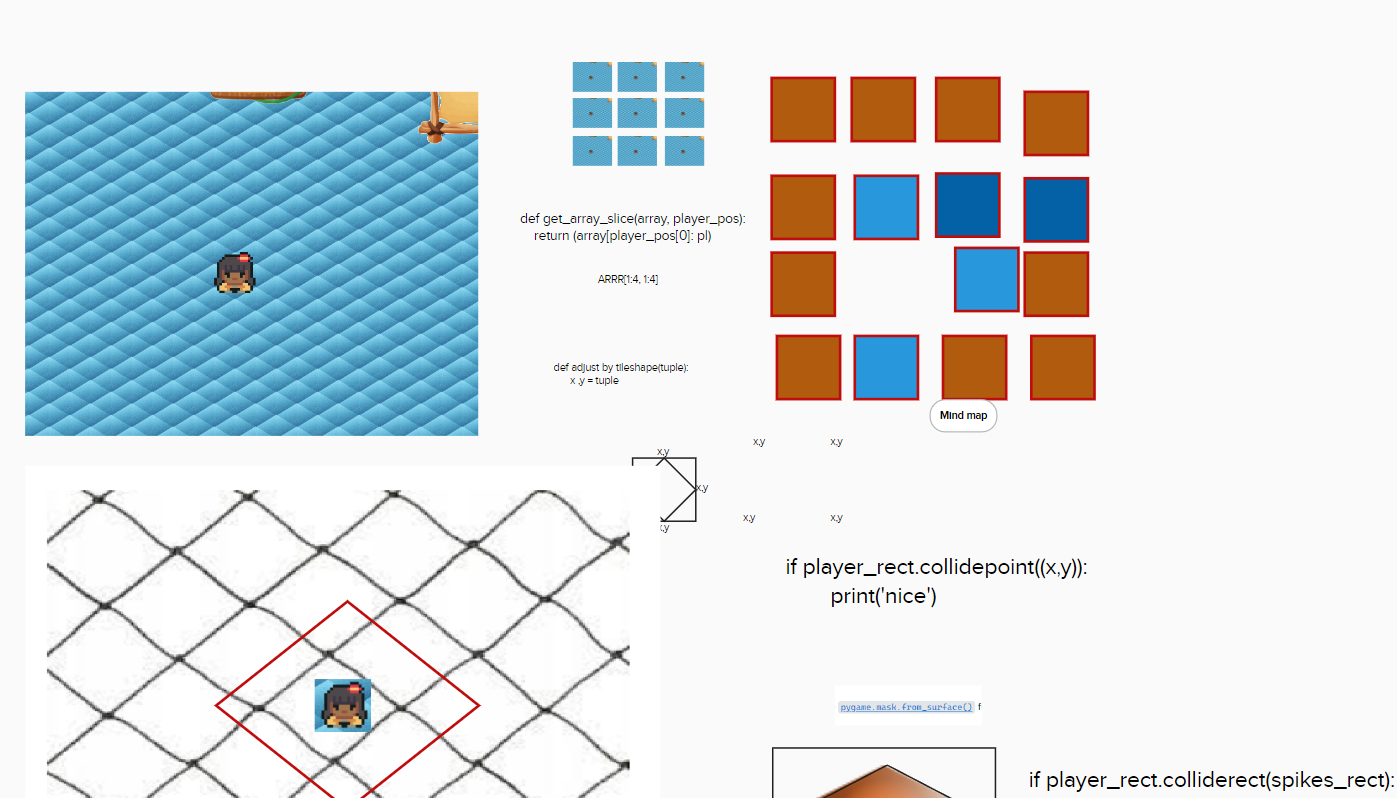 def get_array_slice(array, player_pos):
return (array[player_pos[0]: pl)
ARRR[1:4, 1:4]
def adjust by tileshape(tuple):
x ,y = tuple
Mind map
x,y
x,y
x,y
x,y
x,y
x,y
x,y
if player_rect.collidepoint((x,y)):
print('nice')
pygame.mask.from_surface() f
if player_rect.colliderect(spikes_rect):